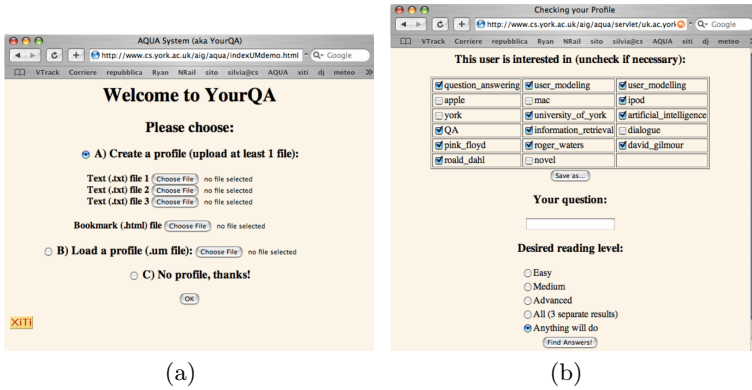 AQUA System (aka YourQA)
http://www.cs.york.ac.uk/aig/aqua/indexUMdemo.html
Google
VTrack Corriere repubblica Ryan NRail sito silvia@cs AQUA xiti dj meteo
Welcome to YourQA
Please choose:
A) Create a profile (upload at least 1 file):
Text (.txt) file 1 Choose File no file selected
Text (.txt) file 2 Choose File no file selected
Text (.txt) file 3 Choose File no file selected
Bookmark (.html) file Choose File no file selected
B) Load a profile (.um file): Choose File no file selected
C) No profile, thanks!
OK
XiTi
(a)
Checking your Profile
http://www.cs.york.ac.uk/aig/aqua/servlet/uk.ac.york
Google
VTrack Corriere repubblica Ryan NRail sito silvia@cs AQUA xiti dj meteo
This user is interested in (uncheck if necessary):
question_answering user_modeling user_modelling
apple mac ipod
york university_of_york artificial_intelligence
QA information_retrieval dialogue
pink_floyd roger_waters david_gilmour
roald_dahl novel
Save as...
Your question:
Desired reading level:
Easy
Medium
Advanced
All (3 separate results)
Anything will do
Find Answers!
(b)